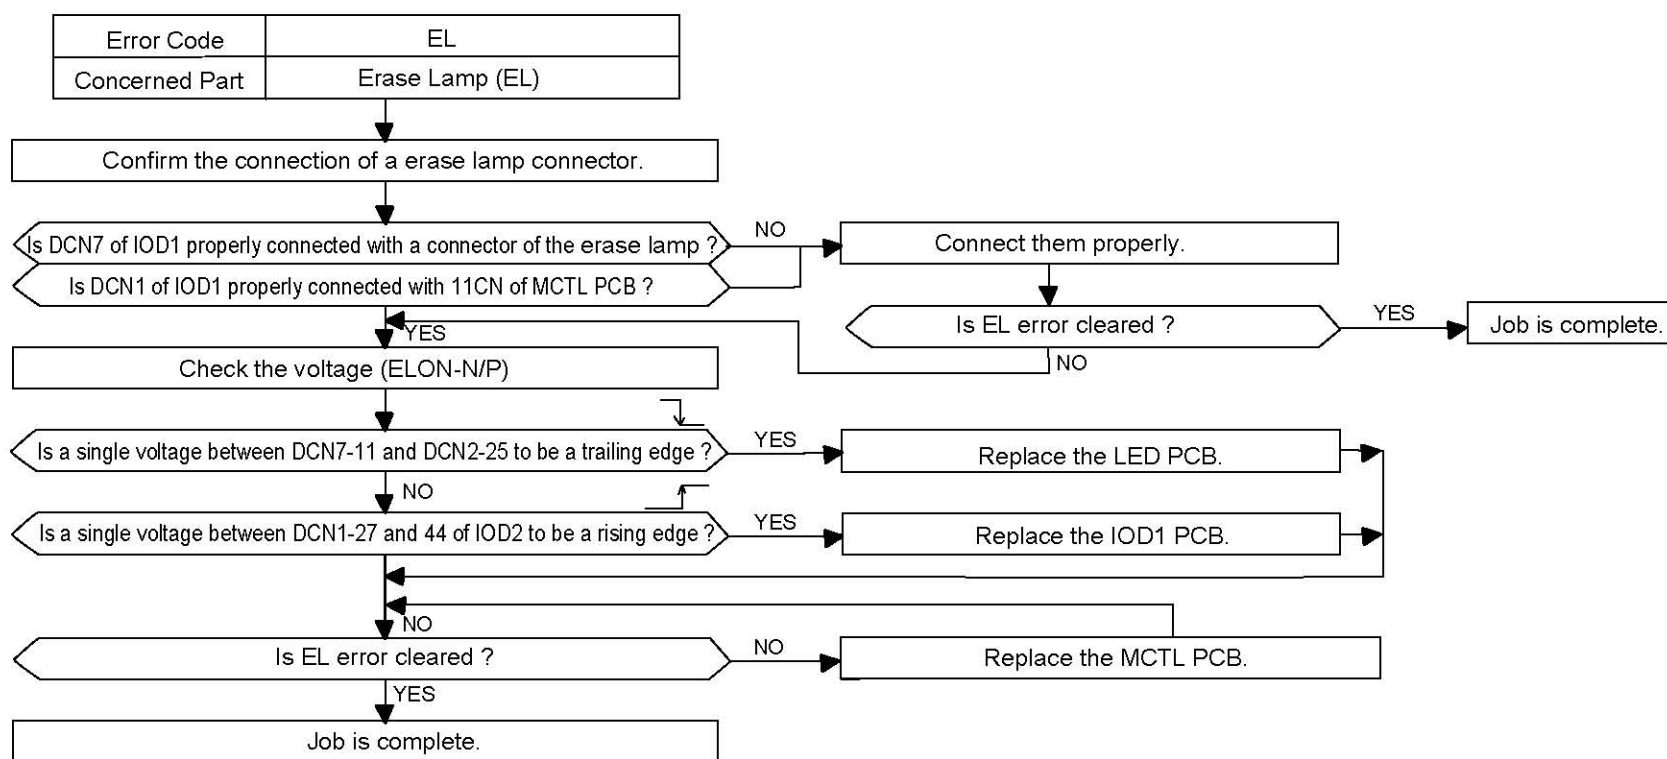 Error Code
EL
Concerned Part
Erase Lamp (EL)
Confirm the connection of a erase lamp connector.
Is DCN7 of IOD1 properly connected with a connector of the erase lamp ?
NO
Connect them properly.
Is DCN1 of IOD1 properly connected with 11CN of MCTL PCB ?
YES
Is EL error cleared ?
YES
Job is complete.
NO
Check the voltage (ELON-N/P)
Is a single voltage between DCN7-11 and DCN2-25 to be a trailing edge ?
YES
Replace the LED PCB.
NO
Is a single voltage between DCN1-27 and 44 of IOD2 to be a rising edge ?
YES
Replace the IOD1 PCB.
NO
Is EL error cleared ?
NO
Replace the MCTL PCB.
YES
Job is complete.